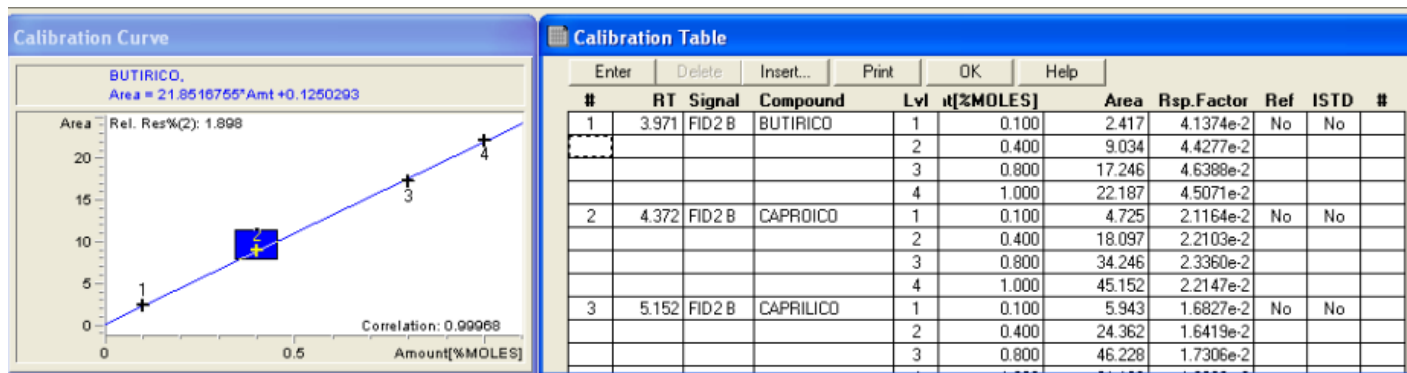 Calibration Curve
BUTIRICO,
Area = 21.8516755*Amt +0.1250293
Area
Rel. Res%(2): 1.898
20
15
10
5
0
1
2
3
4
Correlation: 0.99968
0
0.5
Amount[%MOLES]
Calibration Table
Enter Delete Insert... Print OK Help
# RT Signal Compound Lvl [%MOLES] Area Rsp.Factor Ref ISTD #
1 3.971 FID2 B BUTIRICO 1 0.100 2.417 4.1374e-2 No No
2 0.400 9.034 4.4277e-2
3 0.800 17.246 4.6388e-2
4 1.000 22.187 4.5071e-2
2 4.372 FID2 B CAPROICO 1 0.100 4.725 2.1164e-2 No No
2 0.400 18.097 2.2103e-2
3 0.800 34.246 2.3360e-2
4 1.000 45.152 2.2147e-2
3 5.152 FID2 B CAPRILICO 1 0.100 5.943 1.6827e-2 No No
2 0.400 24.362 1.6419e-2
3 0.800 46.228 1.7306e-2